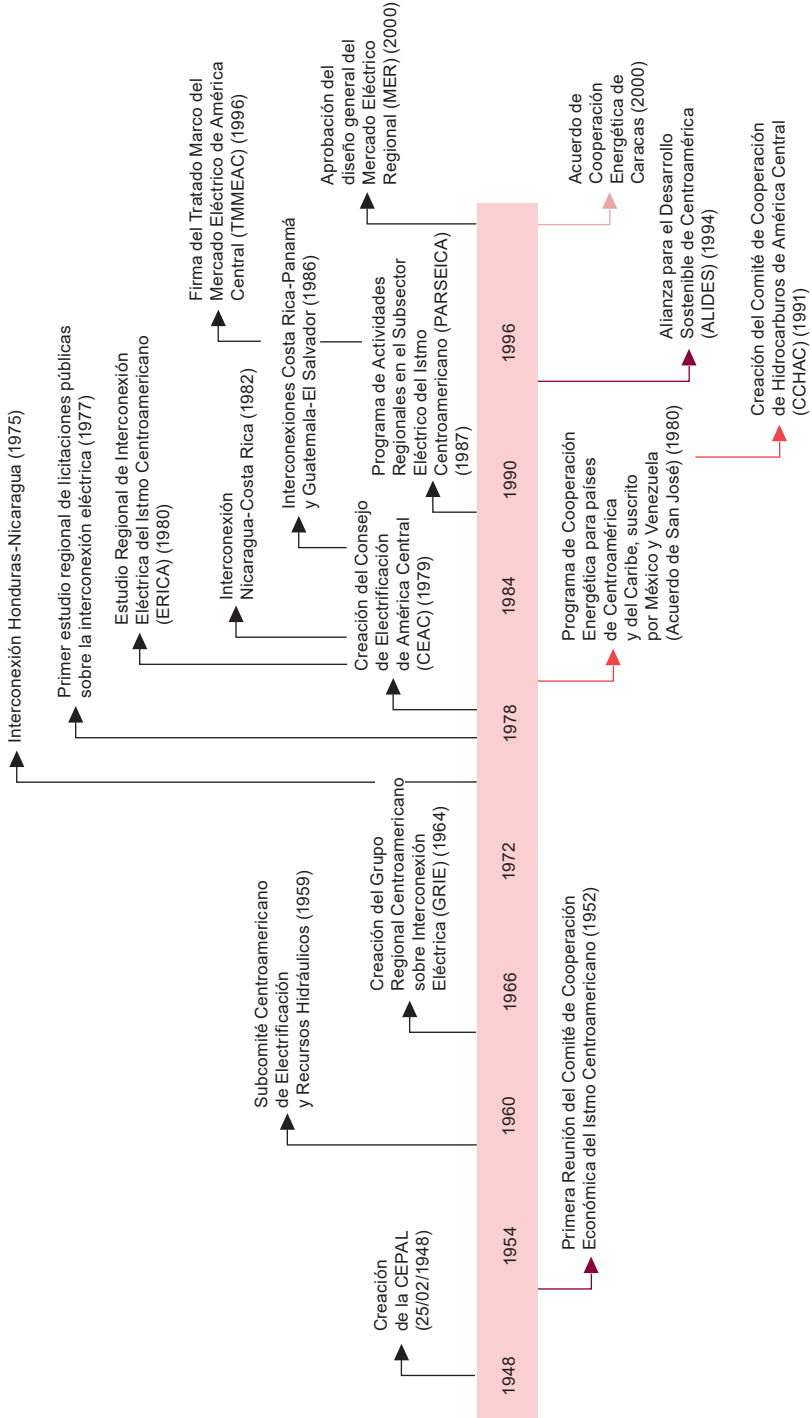 Interconexión Honduras-Nicaragua (1975)
Primer estudio regional de licitaciones públicas
sobre la interconexión eléctrica (1977)
Estudio Regional de Interconexión
Eléctrica del Istmo Centroamericano
(ERICA) (1980)
Interconexión
Nicaragua-Costa Rica (1982)
Firma del Tratado Marco del
Mercado Eléctrico de América
Central (TMMEAC) (1996)
Subcomité Centroamericano
de Electrificación
y Recursos Hidráulicos (1959)
Interconexiones Costa Rica-Panamá
y Guatemala-El Salvador (1986)
Creación
de la CEPAL
(25/02/1948)
Creación del Grupo
Regional Centroamericano
sobre Interconexión
Eléctrica (GRIE) (1964)
Creación del Consejo
de Electrificación
de América Central
(CEAC) (1979)
Programa de Actividades
Regionales en el Subsector
Eléctrico del Istmo
Centroamericano (PARSEICA)
(1987)
Aprobación del
diseño general del
Mercado Eléctrico
Regional (MER) (2000)
1948
1954
1960
1966
1972
1978
1984
1990
1996
Primera Reunión del Comité de Cooperación
Económica del Istmo Centroamericano (1952)
Programa de Cooperación
Energética para países
de Centroamérica
y del Caribe, suscrito
por México y Venezuela
(Acuerdo de San José) (1980)
Acuerdo de
Cooperación
Energética de
Caracas (2000)
Alianza para el Desarrollo
Sostenible de Centroamérica
(ALIDES) (1994)
Creación del Comité de Cooperación
de Hidrocarburos de América Central
(CCHAC) (1991)